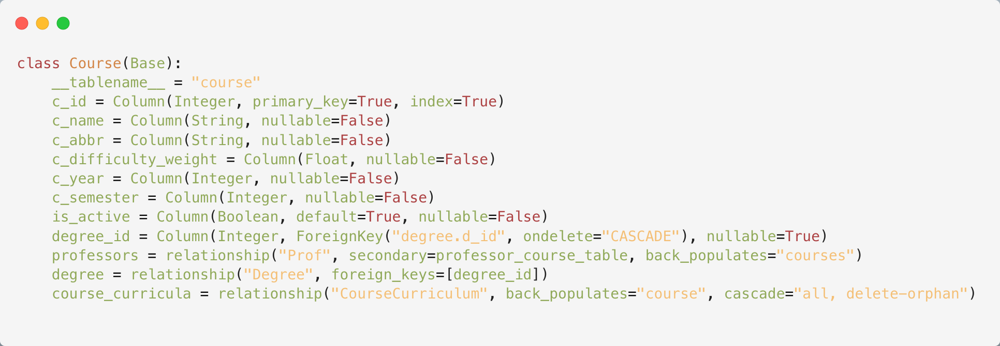 class Course(Base):
    __tablename__ = "course"
    c_id = Column(Integer, primary_key=True, index=True)
    c_name = Column(String, nullable=False)
    c_abbr = Column(String, nullable=False)
    c_difficulty_weight = Column(Float, nullable=False)
    c_year = Column(Integer, nullable=False)
    c_semester = Column(Integer, nullable=False)
    is_active = Column(Boolean, default=True, nullable=False)
    degree_id = Column(Integer, ForeignKey("degree.d_id", ondelete="CASCADE"), nullable=True)
    professors = relationship("Prof", secondary=professor_course_table, back_populates="courses")
    degree = relationship("Degree", foreign_keys=[degree_id])
    course_curricula = relationship("CourseCurriculum", back_populates="course", cascade="all, delete-orphan")